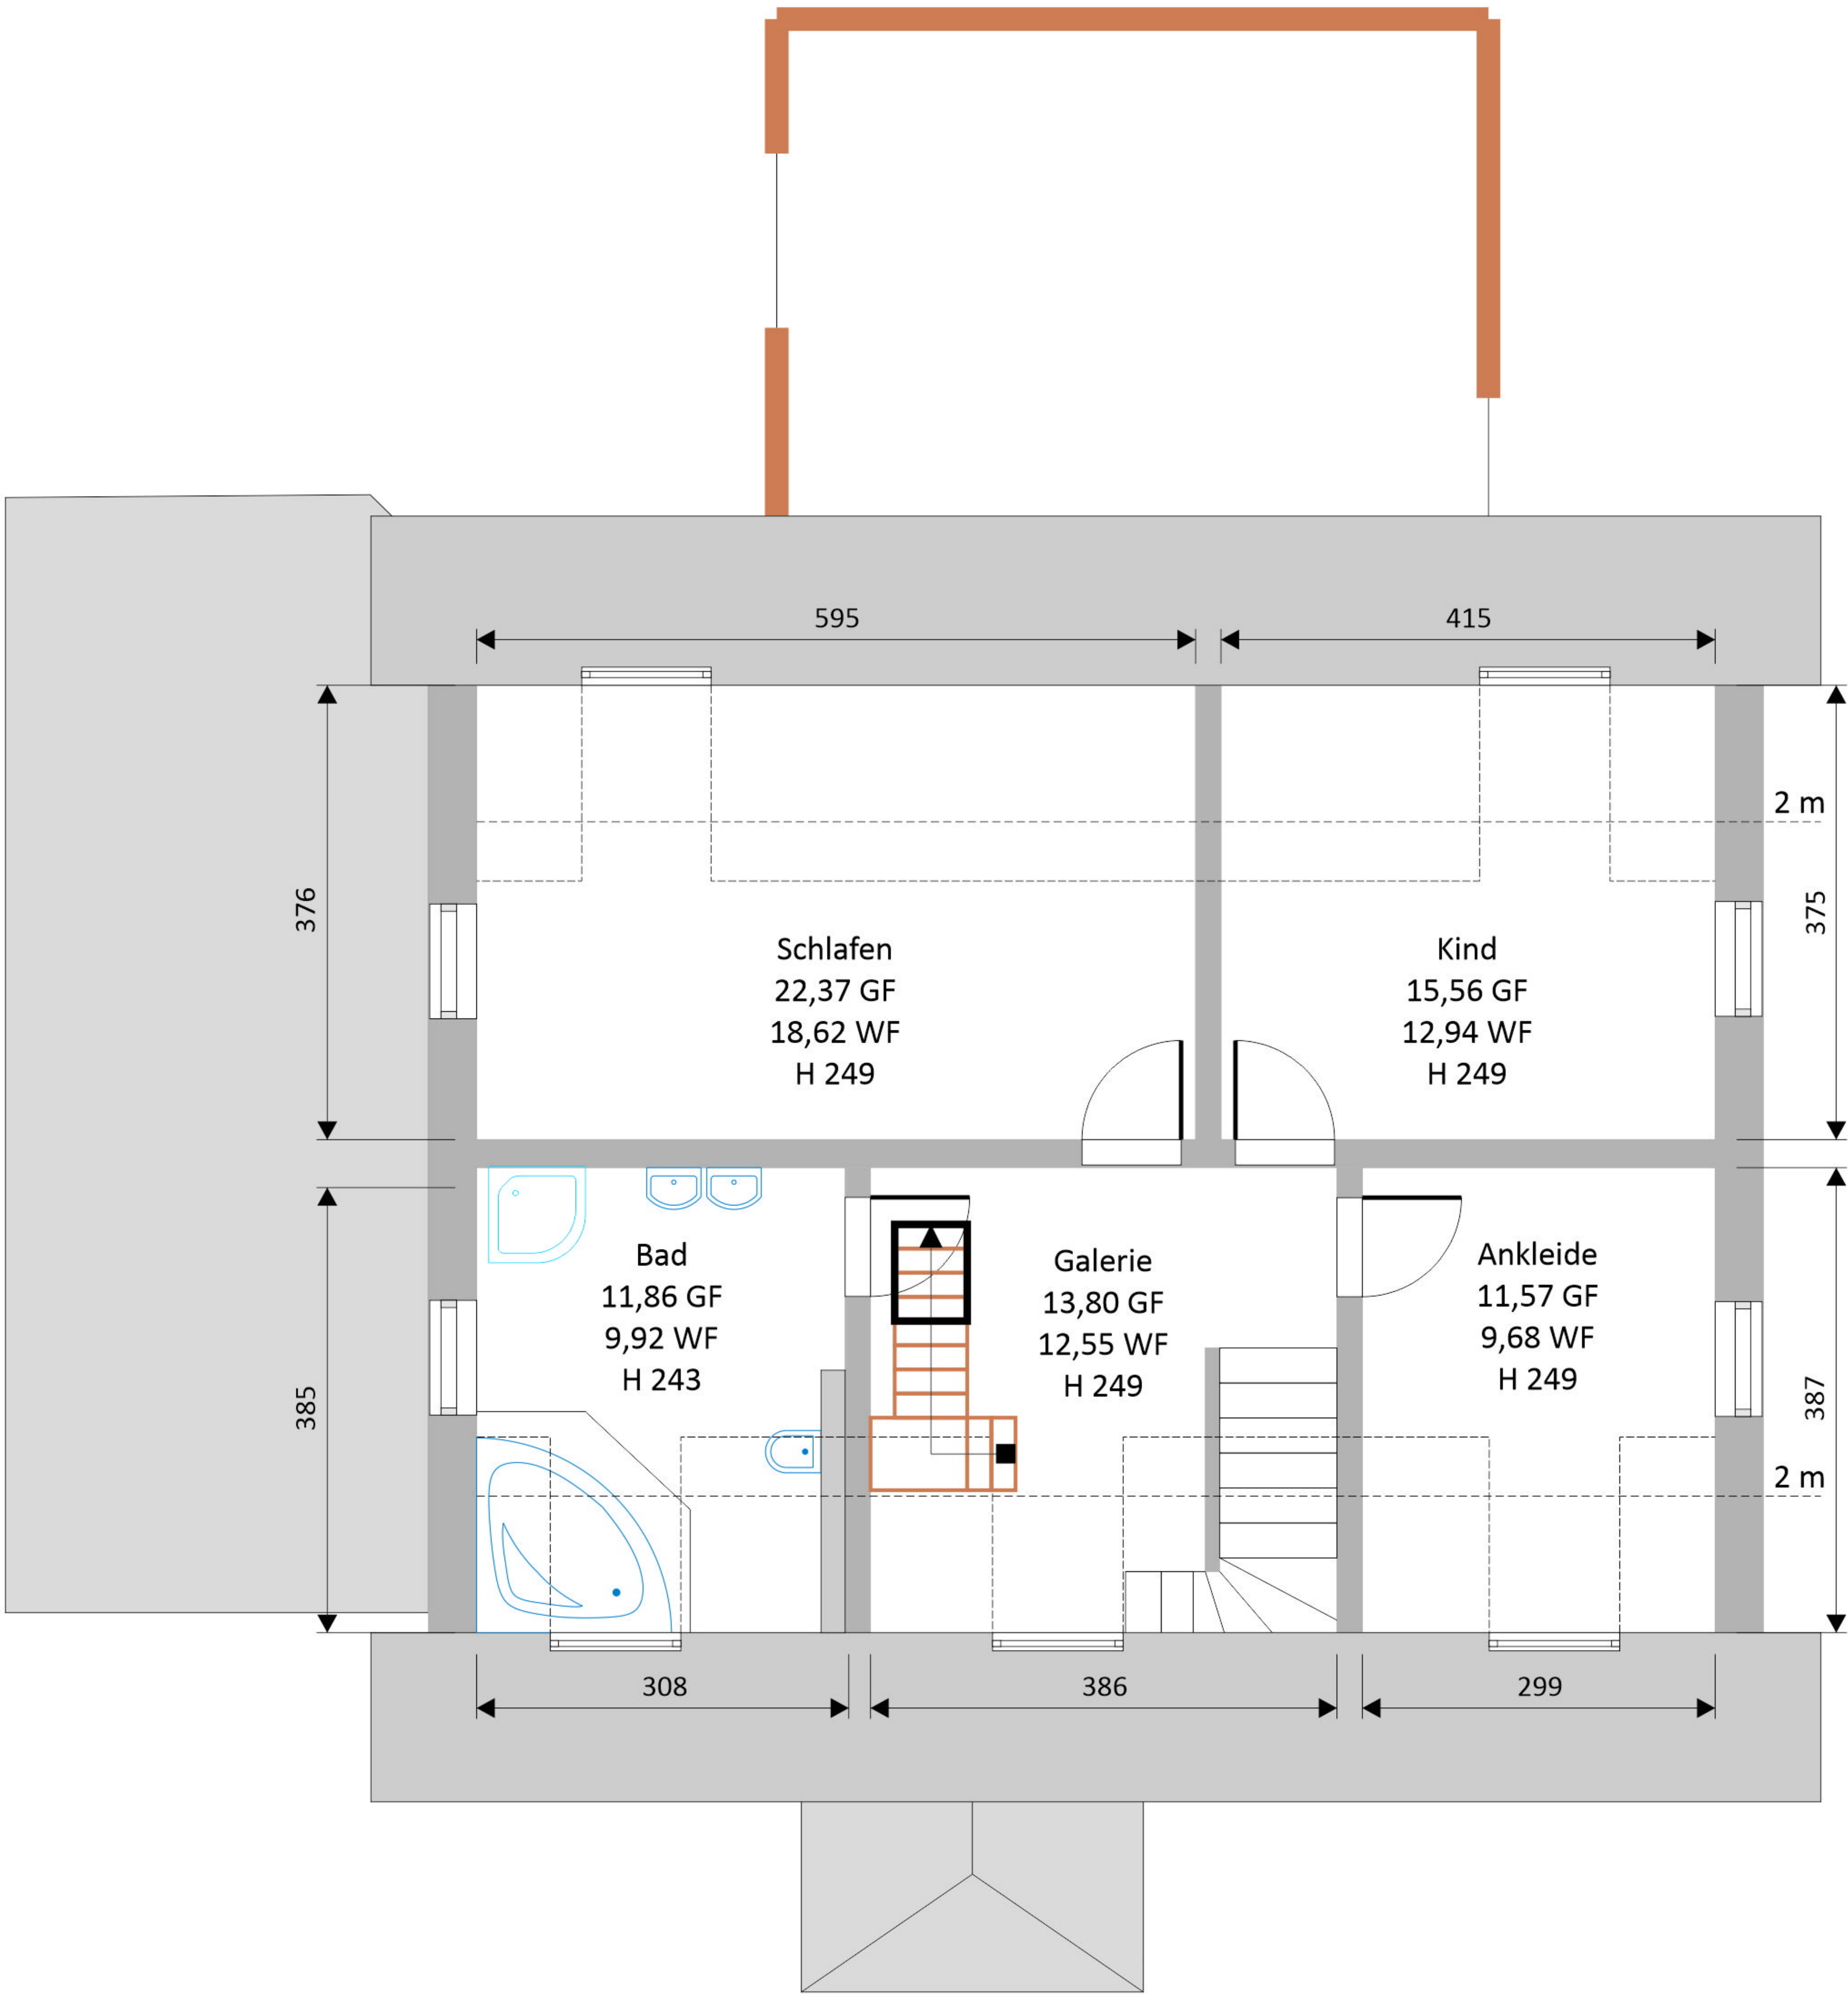 595
415
2 m
376
375
Schlafen
22,37 GF
18,62 WF
H 249
Kind
15,56 GF
12,94 WF
H 249
Bad
11,86 GF
9,92 WF
H 243
Galerie
13,80 GF
12,55 WF
H 249
Ankleide
11,57 GF
9,68 WF
H 249
385
387
2 m
308
386
299